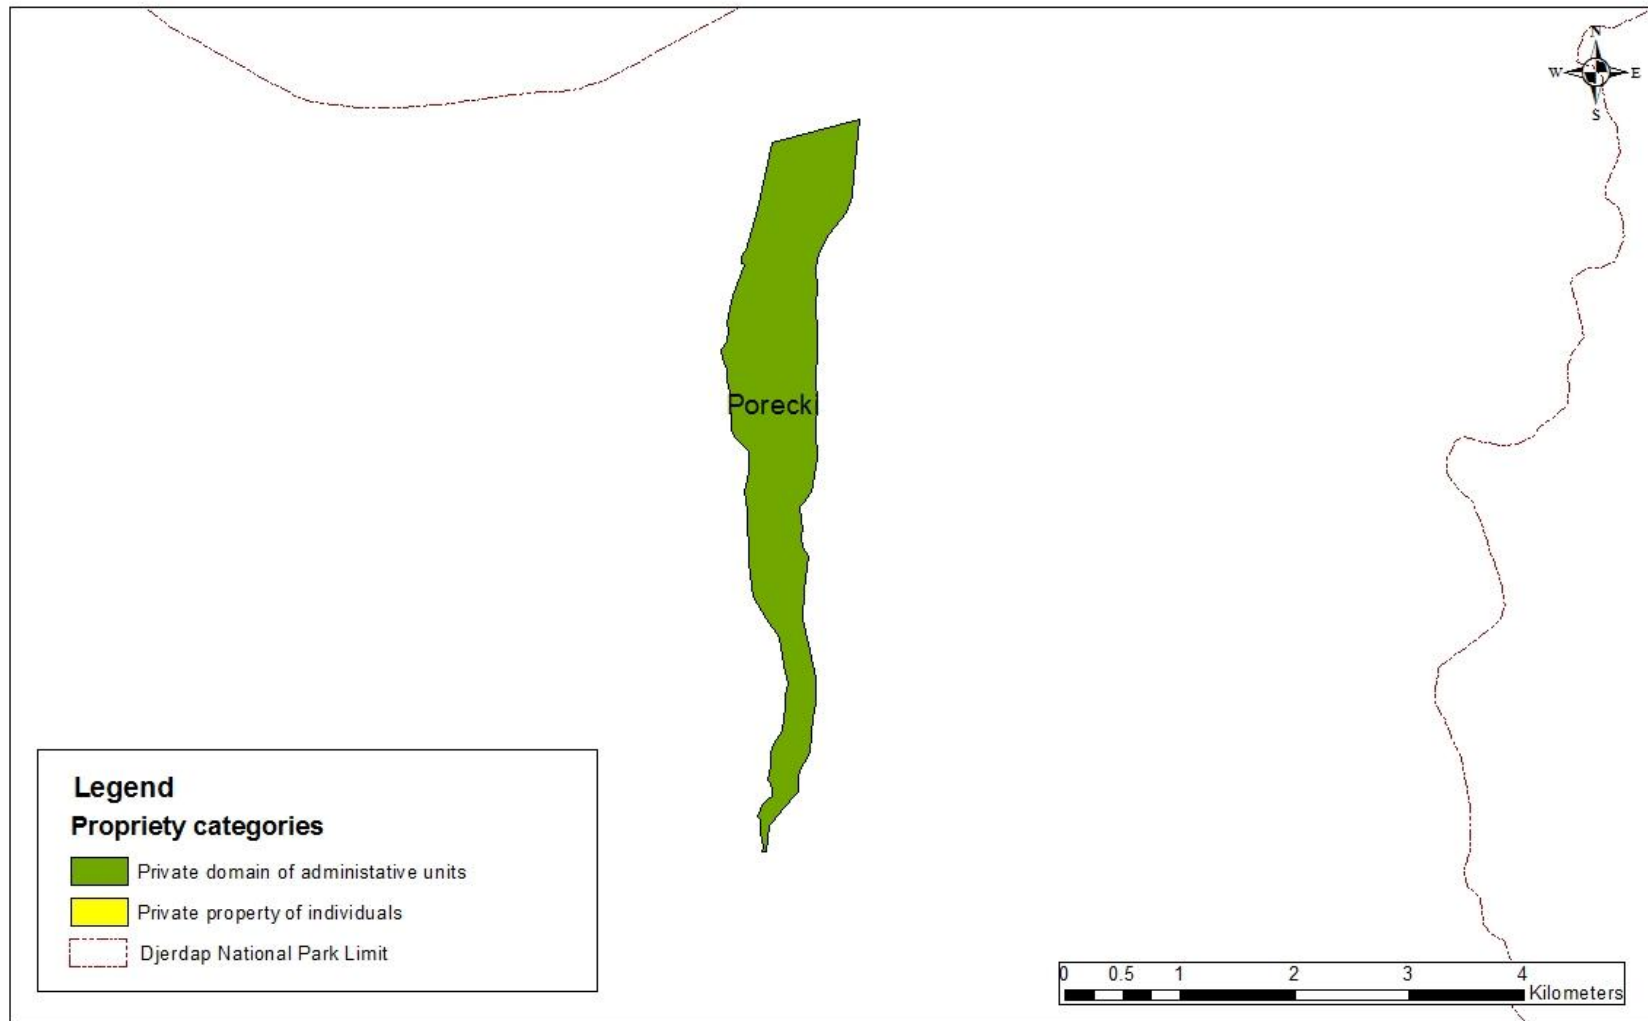 N
W E
S
Porecki
Legend
Propriety categories
Private domain of administative units
Private property of individuals
Djerdap National Park Limit
0 0.5 1 2 3 4
Kilometers